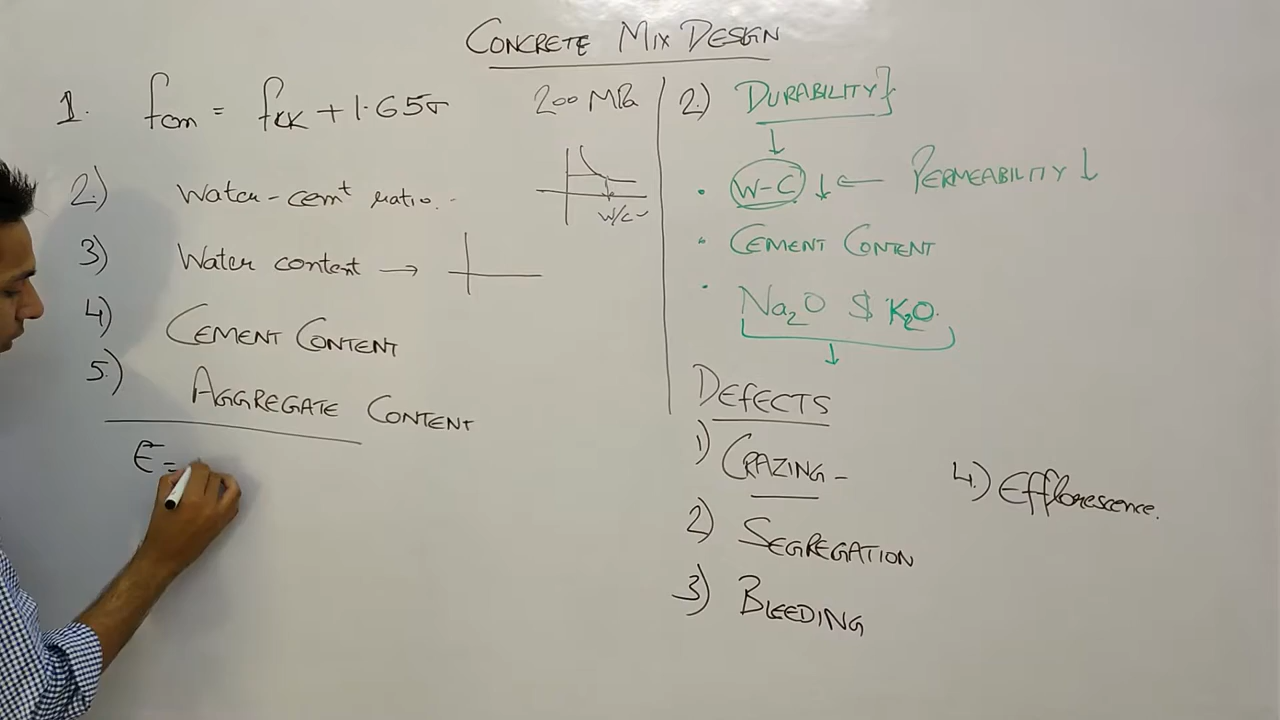 CONCRETE MIX DESIGN
1. fcm = fKK + 1.65σ
200 MPa
W/C
2.) Water-cemt ratio.
3) Water content →
4) CEMENT CONTENT
5.) AGGREGATE CONTENT
E =
2.) DURABILITY}
↓
• W-C ↓ ← PERMEABILITY ↓
• CEMENT CONTENT
• Na₂O $ K₂O.
↓
DEFECTS
1) CRAZING -
2) SEGREGATION
3) BLEEDING
4.) Efflorescence.